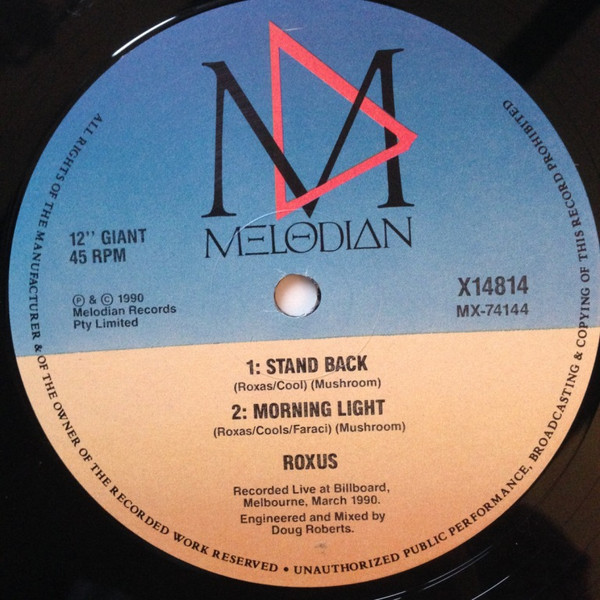 M
MELODIAN
12'' GIANT
45 RPM
℗ & © 1990
Melodian Records
Pty Limited
X14814
MX-74144
1: STAND BACK
(Roxas/Cool) (Mushroom)
2: MORNING LIGHT
(Roxas/Cools/Faraci) (Mushroom)
ROXUS
Recorded Live at Billboard,
Melbourne, March 1990.
Engineered and Mixed by
Doug Roberts.
ALL RIGHTS OF THE MANUFACTURER & OF THE OWNER OF THE RECORDED WORK RESERVED • UNAUTHORIZED PUBLIC PERFORMANCE, BROADCASTING & COPYING OF THIS RECORD PROHIBITED